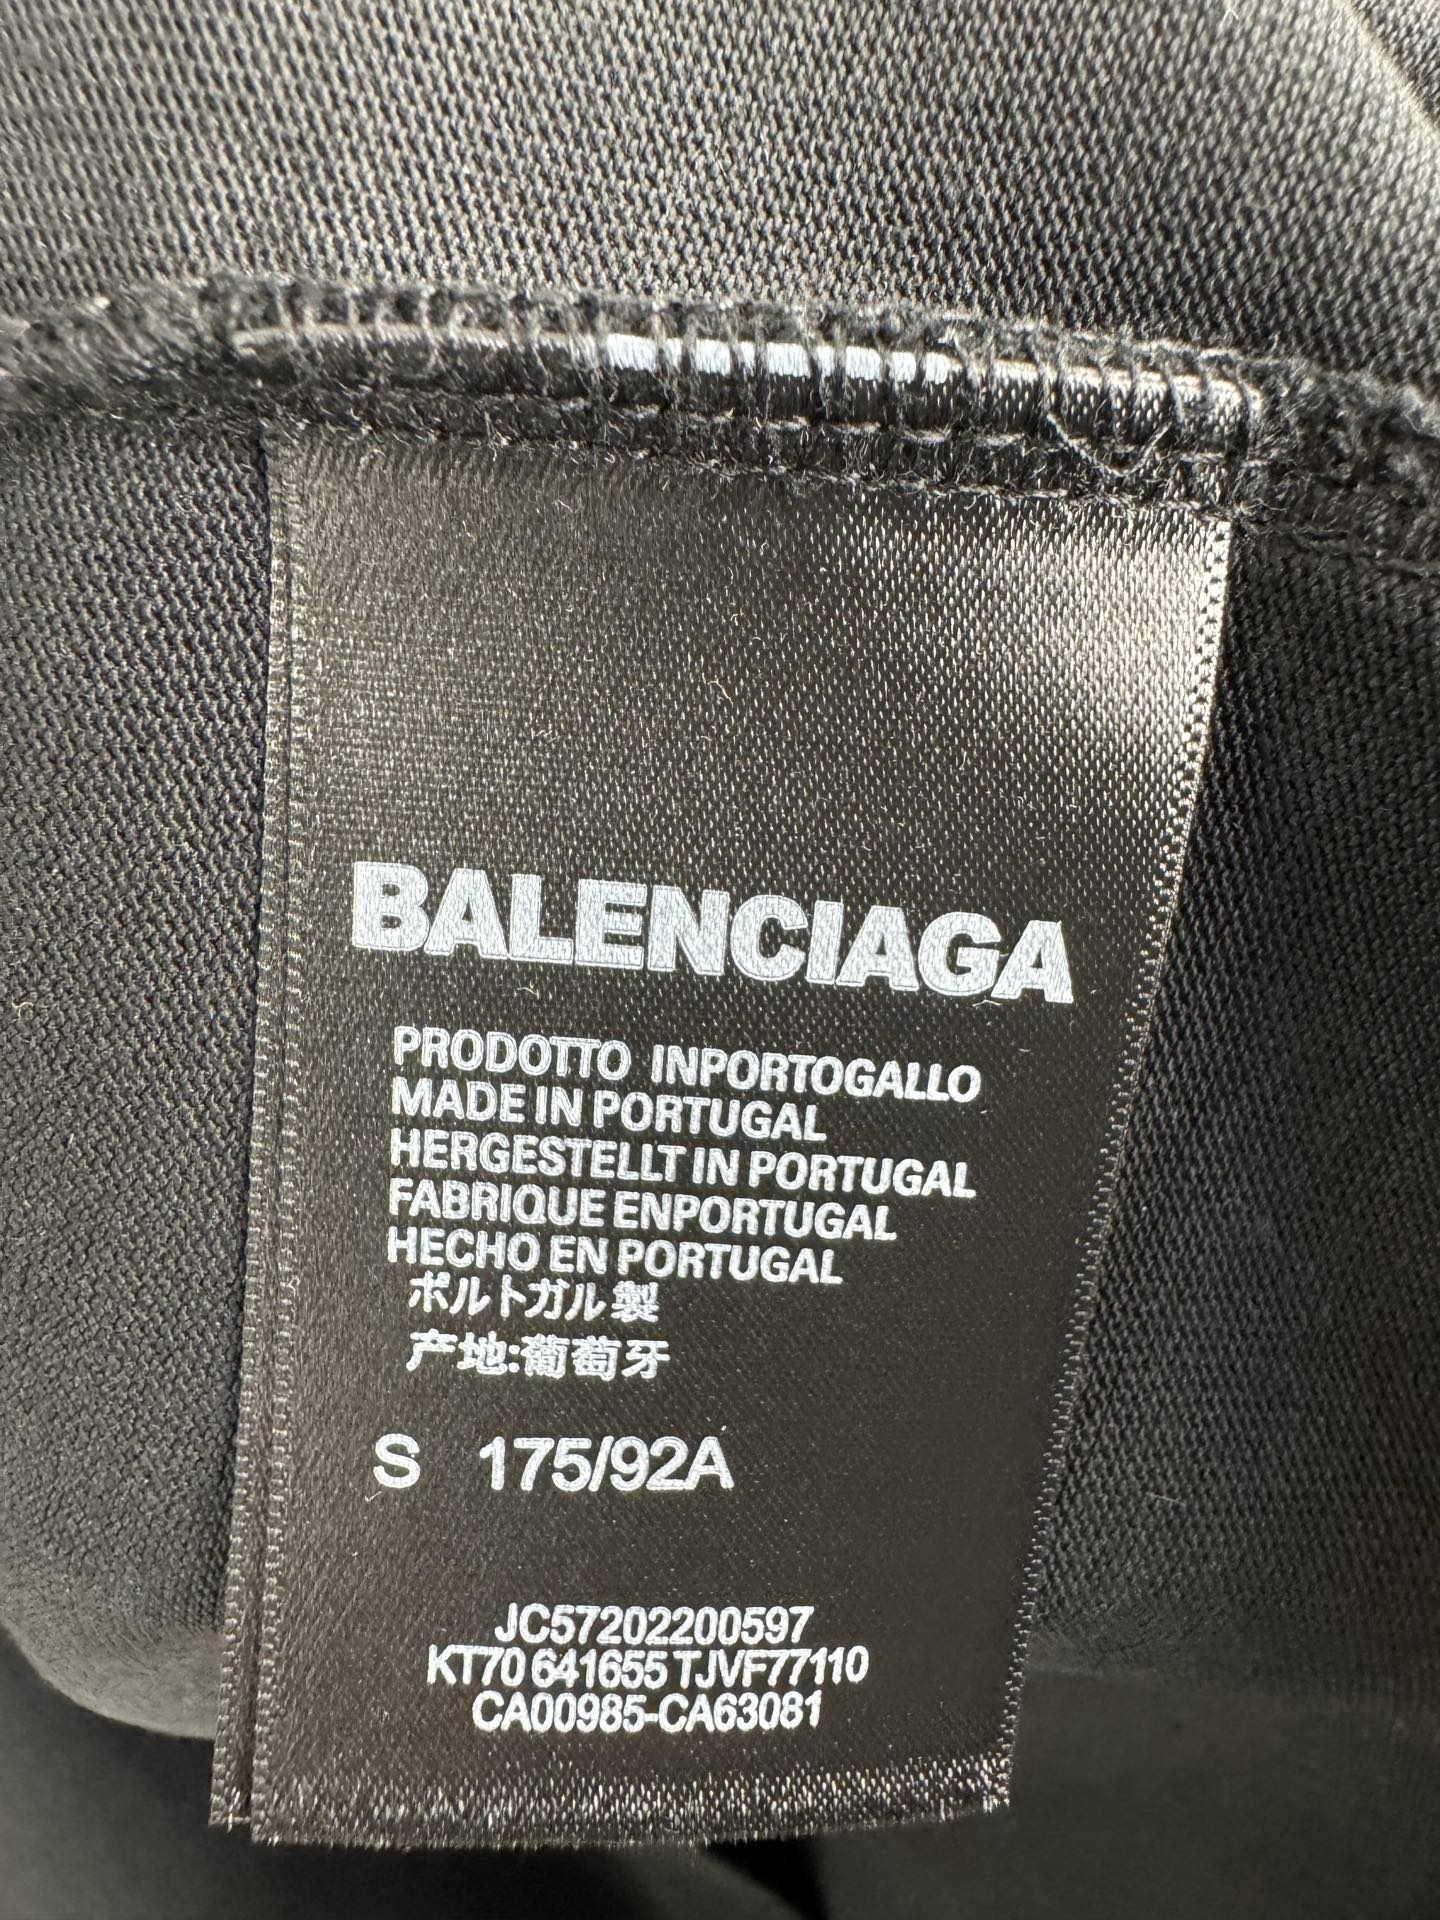 BALENCIAGA
PRODOTTO INPORTOGALLO
MADE IN PORTUGAL
HERGESTELLT IN PORTUGAL
FABRIQUE ENPORTUGAL
HECHO EN PORTUGAL
ポルトガル製
产地:葡萄牙
S 175/92A
JC57202200597
KT70 641655 TJVF77110
CA00985-CA63081